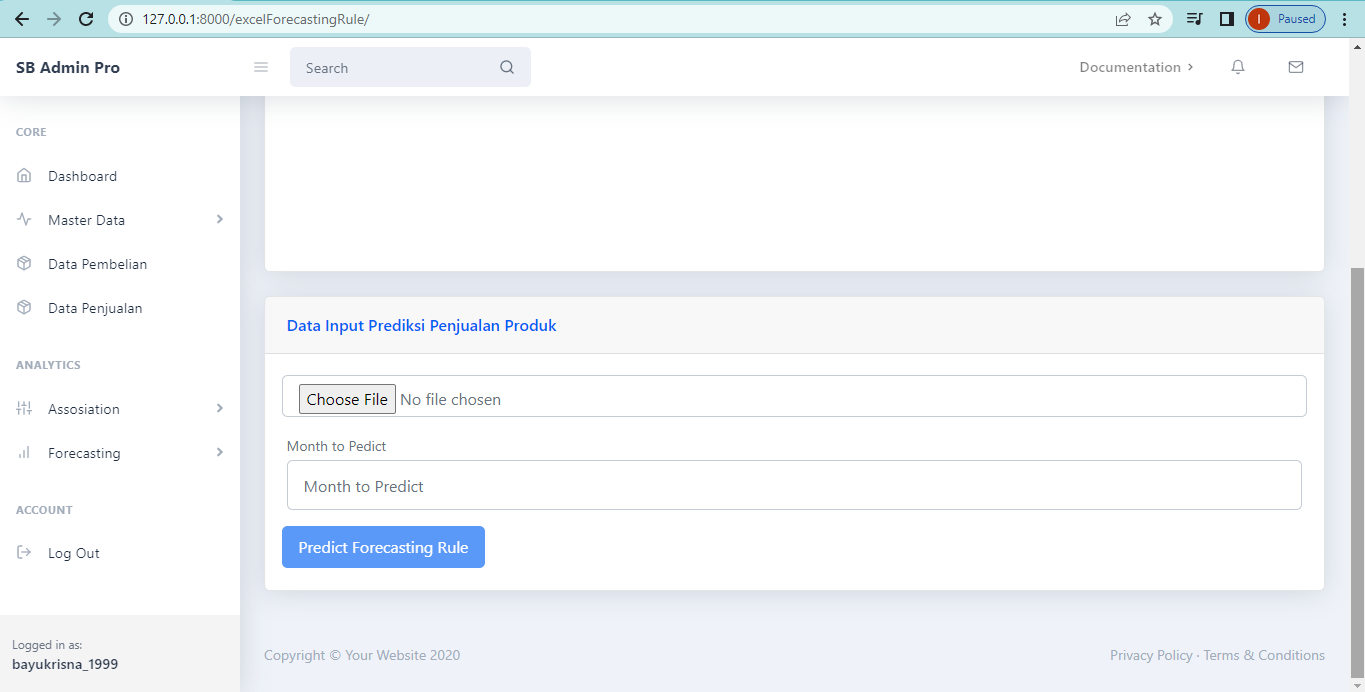 127.0.0.1:8000/excelForecastingRule/
I Paused
SB Admin Pro
Search
Documentation
CORE
Dashboard
Master Data
Data Pembelian
Data Penjualan
ANALYTICS
Assosiation
Forecasting
ACCOUNT
Log Out
Logged in as:
bayukrisna_1999
Data Input Prediksi Penjualan Produk
Choose File No file chosen
Month to Pedict
Month to Predict
Predict Forecasting Rule
Copyright © Your Website 2020
Privacy Policy · Terms & Conditions